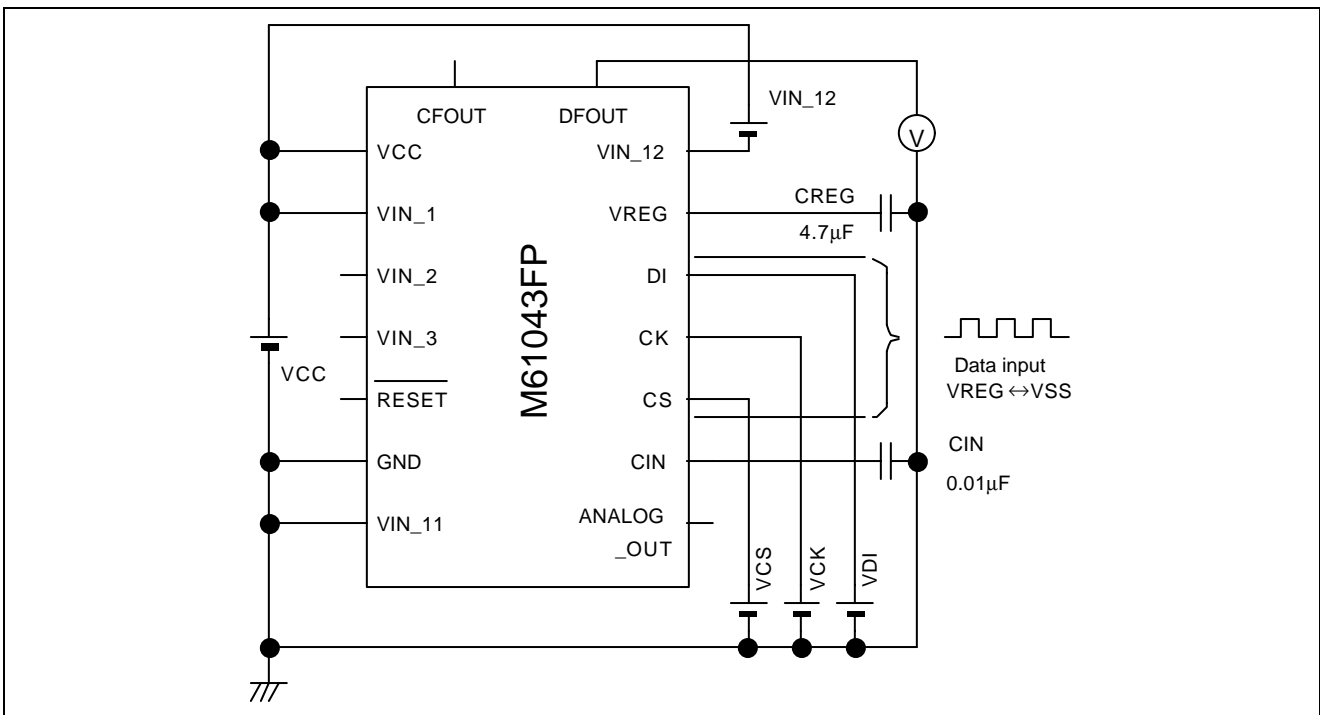 CFOUT
DFOUT
VIN_12
VCC
VIN_12
V
VIN_1
VREG
CREG
4.7μF
VIN_2
DI
M61043FP
VIN_3
CK
VCC
Data input
VREG↔VSS
RESET
CS
GND
CIN
CIN
0.01μF
VIN_11
ANALOG
_OUT
VCS
VCK
VDI